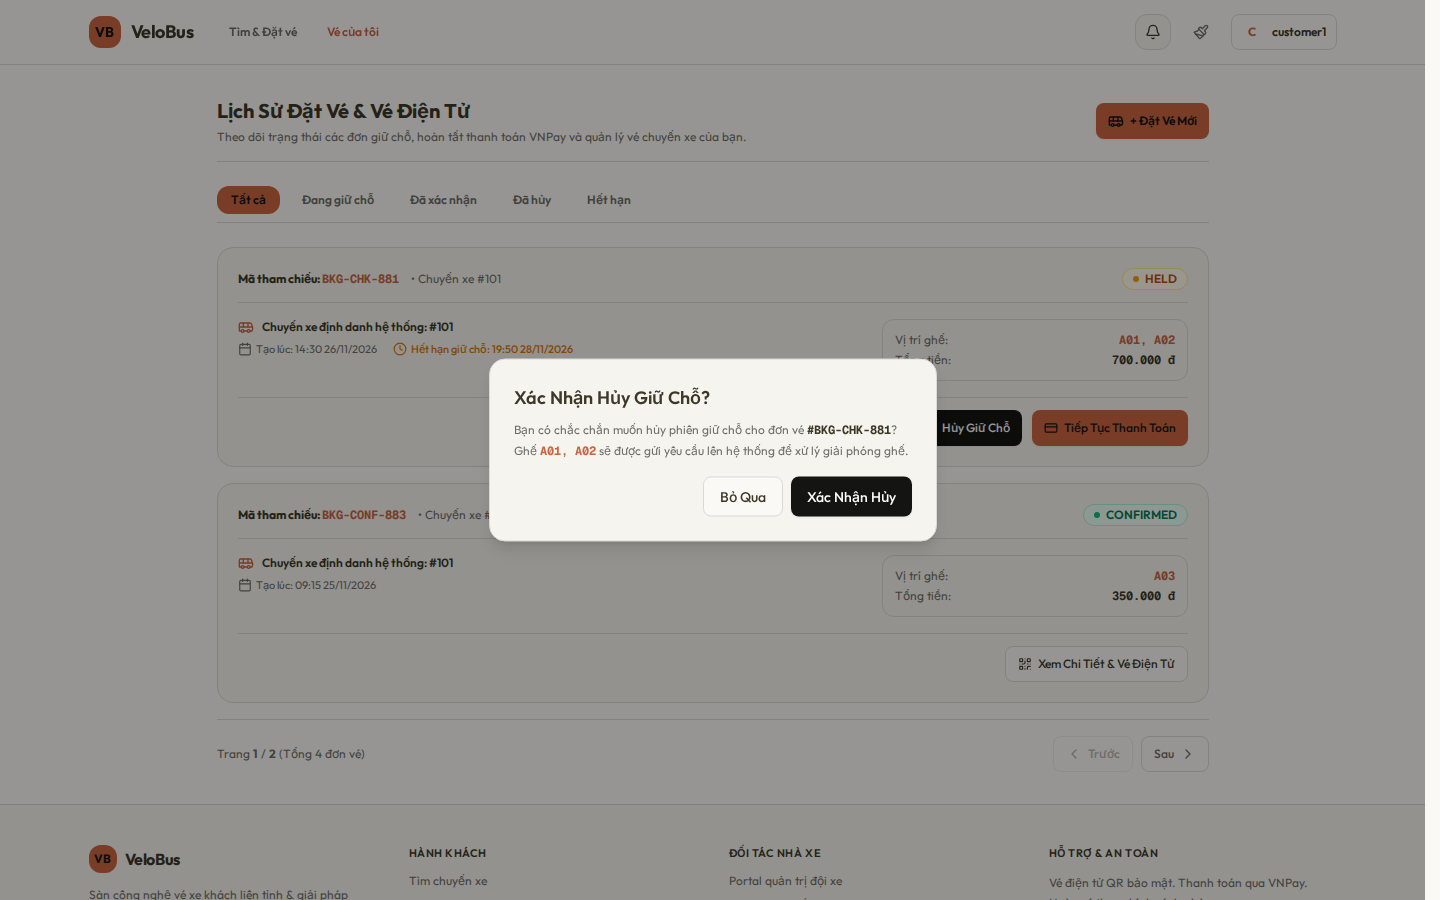 VB VeloBus Tìm & Đặt vé Vé của tôi C customer1
Lịch Sử Đặt Vé & Vé Điện Tử
Theo dõi trạng thái các đơn giữ chỗ, hoàn tất thanh toán VNPay và quản lý vé chuyến xe của bạn.
+ Đặt Vé Mới
Tất cả Đang giữ chỗ Đã xác nhận Đã hủy Hết hạn
Mã tham chiếu: BKG-CHK-881 • Chuyến xe #101 HELD
Chuyến xe định danh hệ thống: #101
Tạo lúc: 14:30 26/11/2026 Hết hạn giữ chỗ: 19:50 28/11/2026
Vị trí ghế: A01, A02
tiền: 700.000 đ
Hủy Giữ Chỗ Tiếp Tục Thanh Toán
Xác Nhận Hủy Giữ Chỗ?
Bạn có chắc chắn muốn hủy phiên giữ chỗ cho đơn vé #BKG-CHK-881?
Ghế A01, A02 sẽ được gửi yêu cầu lên hệ thống để xử lý giải phóng ghế.
Bỏ Qua Xác Nhận Hủy
Mã tham chiếu: BKG-CONF-883 • Chuyến xe CONFIRMED
Chuyến xe định danh hệ thống: #101
Tạo lúc: 09:15 25/11/2026
Vị trí ghế: A03
Tổng tiền: 350.000 đ
Xem Chi Tiết & Vé Điện Tử
Trang 1 / 2 (Tổng 4 đơn vé) Trước Sau
VB VeloBus
Sàn công nghệ vé xe khách liên tỉnh & giải pháp
HÀNH KHÁCH
Tìm chuyến xe
ĐỐI TÁC NHÀ XE
Portal quản trị đội xe
HỖ TRỢ & AN TOÀN
Vé điện tử QR bảo mật. Thanh toán qua VNPay.